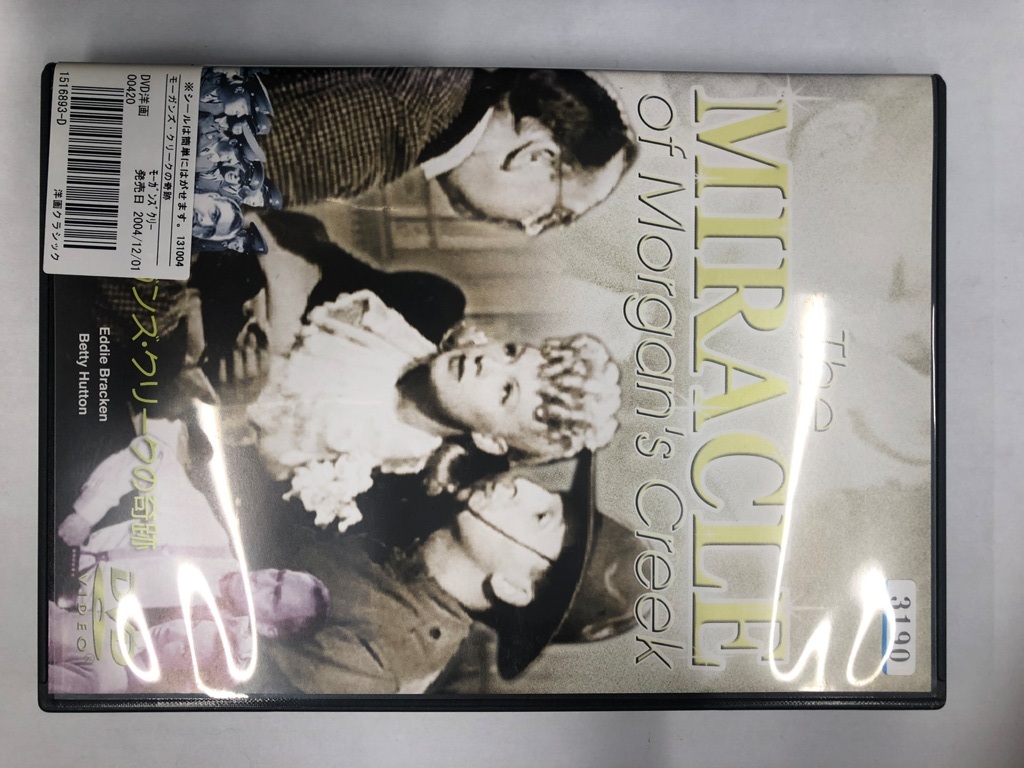 The
MIRACLE
of Morgan's Creek
3190
※シールは簡単にはがせます。 131004
モーガンズ・クリークの奇跡
DVD洋画
00420
ﾓｰｶﾞﾝｽﾞｸﾘｰ
発売日 2004/12/01
1516893-D
洋画クラシック
ンズ・クリークの奇跡
Eddie Bracken
Betty Hutton
VIDEO